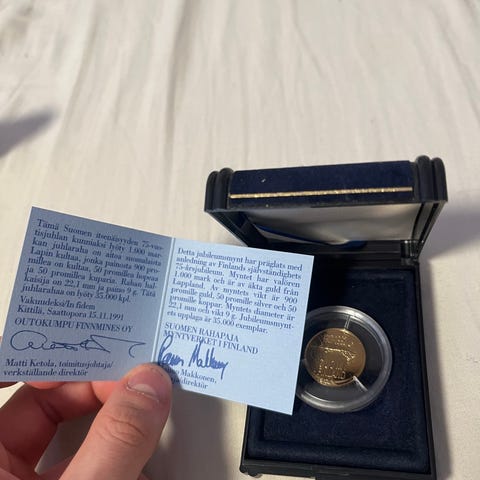 Tämä Suomen itsenäisyyden 75-vuo-
tisjuhlan kunniaksi lyöty 1.000 mar-
kan juhlaraha on aitoa suomalaista
Lapin kultaa, jonka painosta 900 pro-
milleа on kultaa, 50 promillea hopeaa
ja 50 promillea kuparia. Rahan hal-
kaisija on 22,1 mm ja paino 9 g. Tätä
juhlarahaa on lyöty 35.000 kpl.
Vakuudeksi/In fidem
Kittilä, Saattopora 15.11.1991
OUTOKUMPU FINNMINES OY
Matti Ketola, toimitusjohtaja/
verkställande direktör
Detta jubileumsmynt har präglats med
anledning av Finlands självständighets
75-årsjubileum. Myntet har valören
1.000 mark och är av äkta guld från
Lappland. Av myntets vikt är 900
promille guld, 50 promille silver och 50
promille koppar. Myntets diameter är
22,1 mm och vikt 9 g. Jubileumsmynt-
ets upplaga är 35.000 exemplar.
SUOMEN RAHAPAJA
MYNTVERKET I FINLAND
Makkonen,
direktör